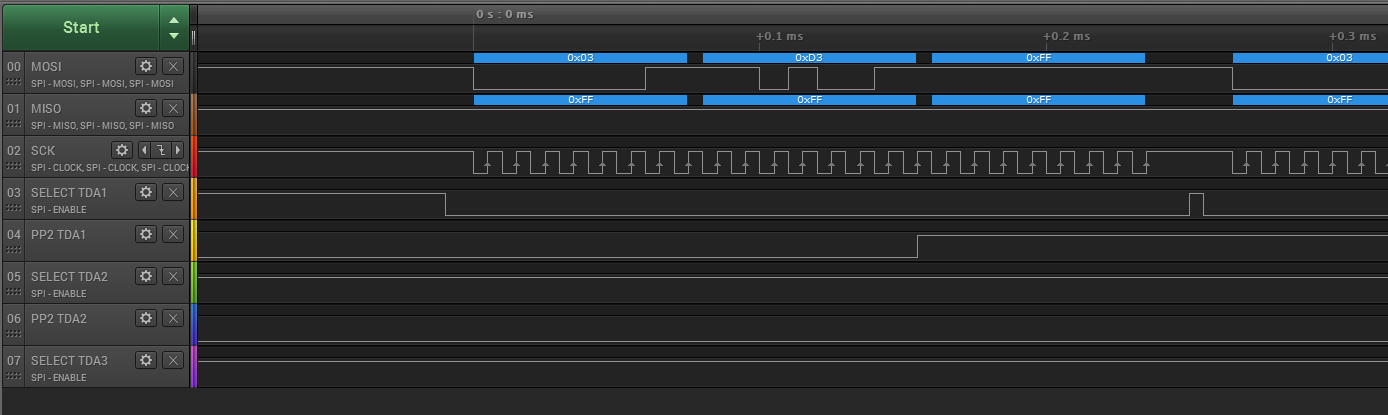 Start
0 s : 0 ms
+0.1 ms
+0.2 ms
+0.3 ms
00 MOSI
SPI - MOSI, SPI - MOSI, SPI - MOSI
0x03 0xD3 0xFF 0x03
01 MISO
SPI - MISO, SPI - MISO, SPI - MISO
0xFF 0xFF 0xFF 0xFF
02 SCK
SPI - CLOCK, SPI - CLOCK, SPI - CLOC
03 SELECT TDA1
SPI - ENABLE
04 PP2 TDA1
05 SELECT TDA2
SPI - ENABLE
06 PP2 TDA2
07 SELECT TDA3
SPI - ENABLE